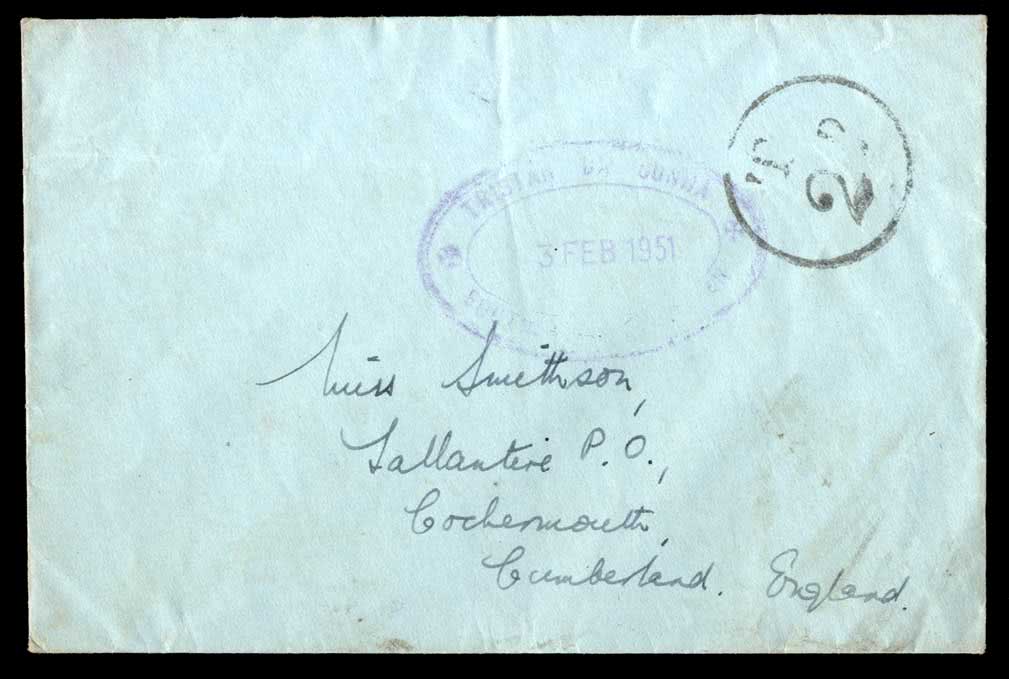 TRISTAN DA CUNHA
3 FEB 1951
T 2
Miss Smithson,
Tallantire P.O.,
Cockermouth,
Cumberland. England.